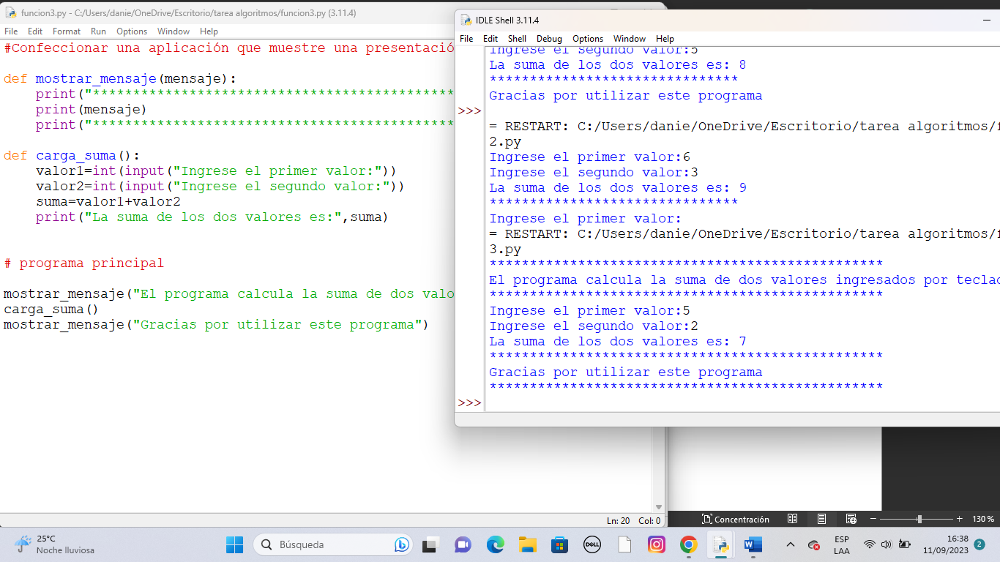 funcion3.py - C:/Users/danie/OneDrive/Escritorio/tarea algoritmos/funcion3.py (3.11.4)
File Edit Format Run Options Window Help
#Confeccionar una aplicación que muestre una presentació
def mostrar_mensaje(mensaje):
    print("*********************************************
    print(mensaje)
    print("*********************************************
def carga_suma():
    valor1=int(input("Ingrese el primer valor:"))
    valor2=int(input("Ingrese el segundo valor:"))
    suma=valor1+valor2
    print("La suma de los dos valores es:",suma)
# programa principal
mostrar_mensaje("El programa calcula la suma de dos valo
carga_suma()
mostrar_mensaje("Gracias por utilizar este programa")
Ln: 20 Col: 0
IDLE Shell 3.11.4
File Edit Shell Debug Options Window Help
Ingrese el segundo valor:5
La suma de los dos valores es: 8
*******************************
Gracias por utilizar este programa
>>>
= RESTART: C:/Users/danie/OneDrive/Escritorio/tarea algoritmos/f
2.py
Ingrese el primer valor:6
Ingrese el segundo valor:3
La suma de los dos valores es: 9
*******************************
Ingrese el primer valor:
= RESTART: C:/Users/danie/OneDrive/Escritorio/tarea algoritmos/f
3.py
*************************************************
El programa calcula la suma de dos valores ingresados por teclad
*************************************************
Ingrese el primer valor:5
Ingrese el segundo valor:2
La suma de los dos valores es: 7
*************************************************
Gracias por utilizar este programa
*************************************************
>>>
Concentración
130 %
25°C
Noche lluviosa
Búsqueda
DELL
ESP
LAA
16:38
11/09/2023
2